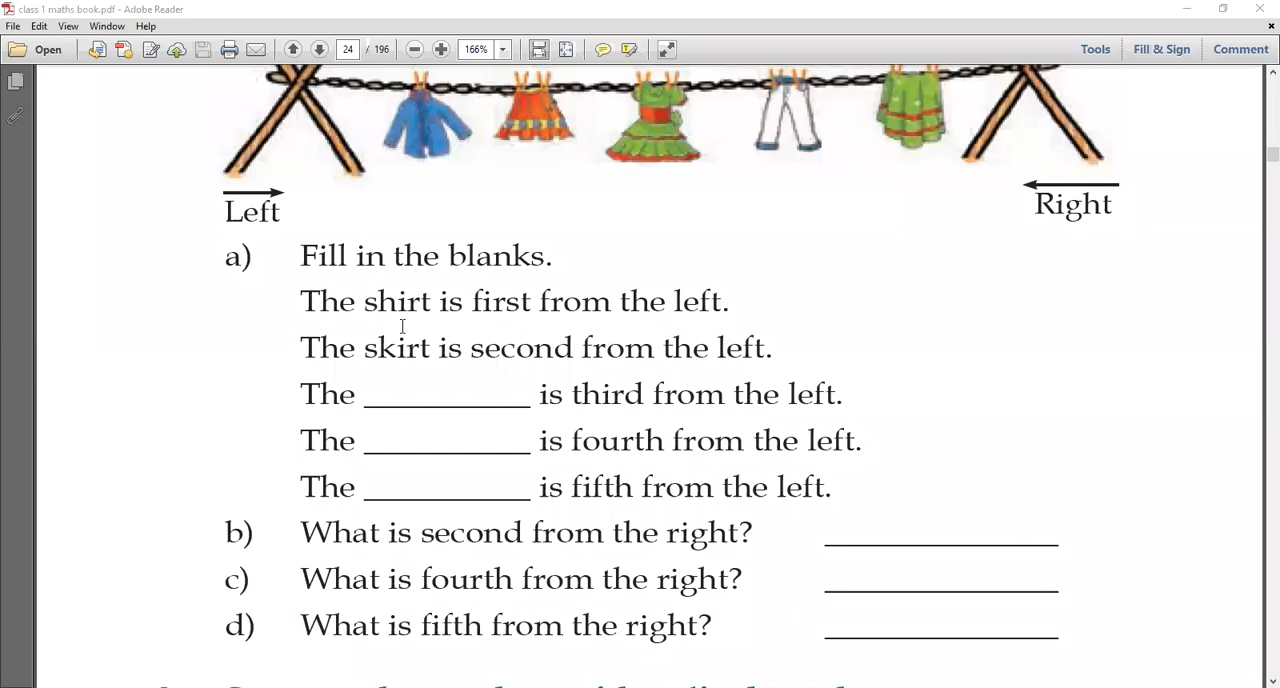 class 1 maths book.pdf - Adobe Reader
File Edit View Window Help
Open 24 / 196 166% Tools Fill & Sign Comment
Left
Right
a) Fill in the blanks.
The shirt is first from the left.
The skirt is second from the left.
The ___________ is third from the left.
The ___________ is fourth from the left.
The ___________ is fifth from the left.
b) What is second from the right? _______________
c) What is fourth from the right? _______________
d) What is fifth from the right? _______________